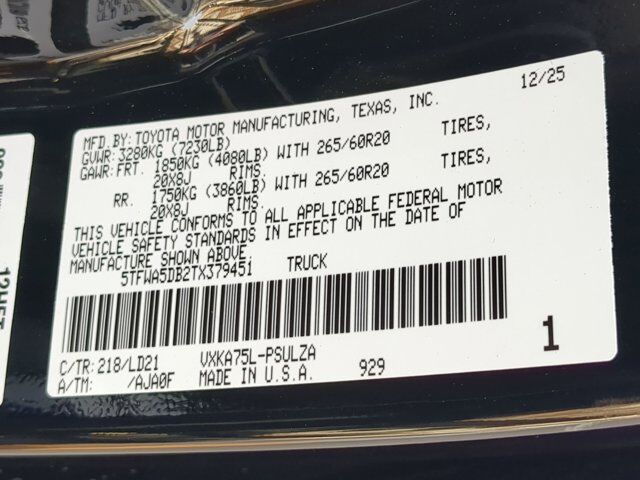 12/25
MFD.BY: TOYOTA MOTOR MANUFACTURING, TEXAS, INC.
GVWR: 3280KG (7230LB)
GAWR: FRT. 1850KG (4080LB) WITH 265/60R20 TIRES,
20X8J RIMS.
RR. 1750KG (3860LB) WITH 265/60R20 TIRES,
20X8J RIMS.
THIS VEHICLE CONFORMS TO ALL APPLICABLE FEDERAL MOTOR
VEHICLE SAFETY STANDARDS IN EFFECT ON THE DATE OF
MANUFACTURE SHOWN ABOVE.
5TFWA5DB2TX379451 TRUCK
C/TR: 218/LD21 VXKA75L-PSULZA
A/TM: /AJA0F MADE IN U.S.A. 929
1